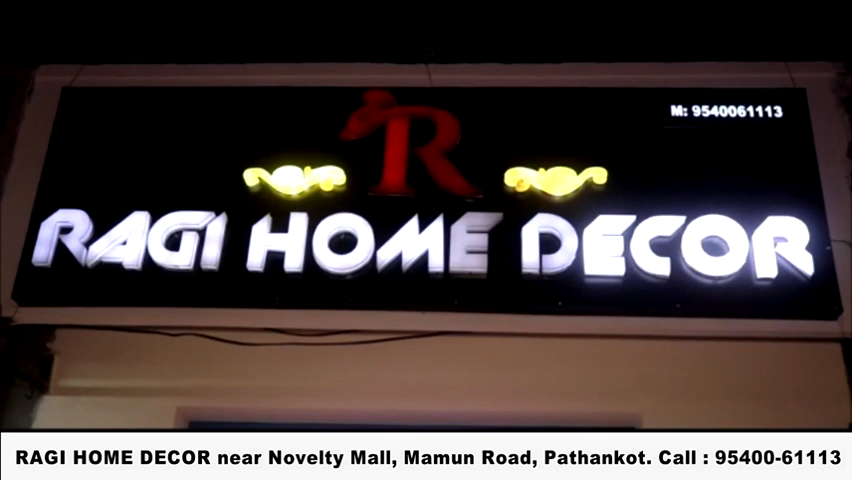 M: 9540061113
R
RAGI HOME DECOR
RAGI HOME DECOR near Novelty Mall, Mamun Road, Pathankot. Call : 95400-61113